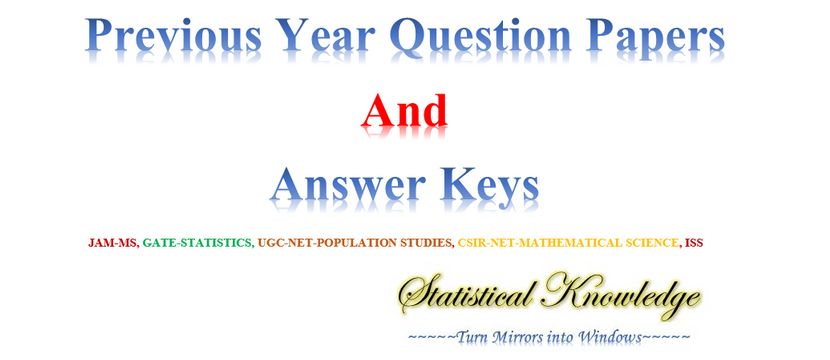 Previous Year Question Papers
And
Answer Keys
JAM-MS, GATE-STATISTICS, UGC-NET-POPULATION STUDIES, CSIR-NET-MATHEMATICAL SCIENCE, ISS
Statistical Knowledge
~~~~~Turn Mirrors into Windows~~~~~